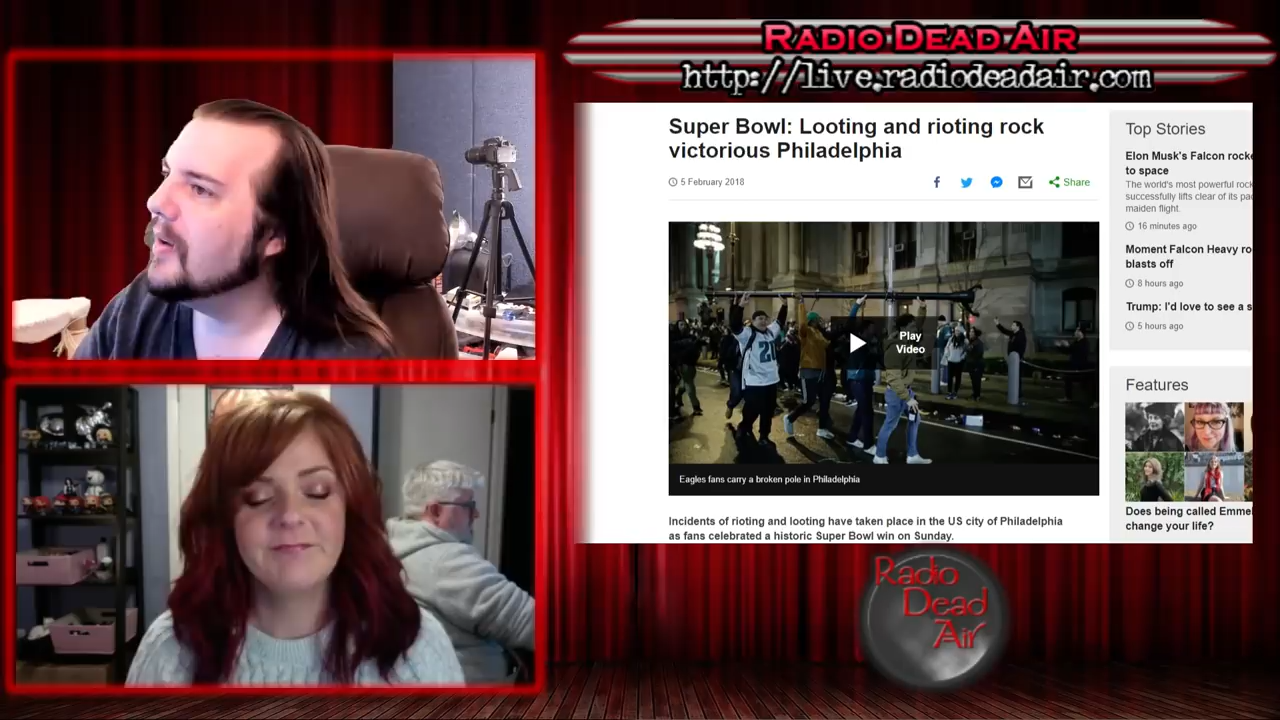 Radio Dead Air
http://live.radiodeadair.com
Super Bowl: Looting and rioting rock
victorious Philadelphia
5 February 2018
Share
Play
Video
Eagles fans carry a broken pole in Philadelphia
Incidents of rioting and looting have taken place in the US city of Philadelphia
as fans celebrated a historic Super Bowl win on Sunday.
Top Stories
Elon Musk's Falcon rocke
to space
The world's most powerful rock
successfully lifts clear of its pad
maiden flight.
16 minutes ago
Moment Falcon Heavy ro
blasts off
8 hours ago
Trump: I'd love to see a s
5 hours ago
Features
Does being called Emme
change your life?
Radio
Dead
Air